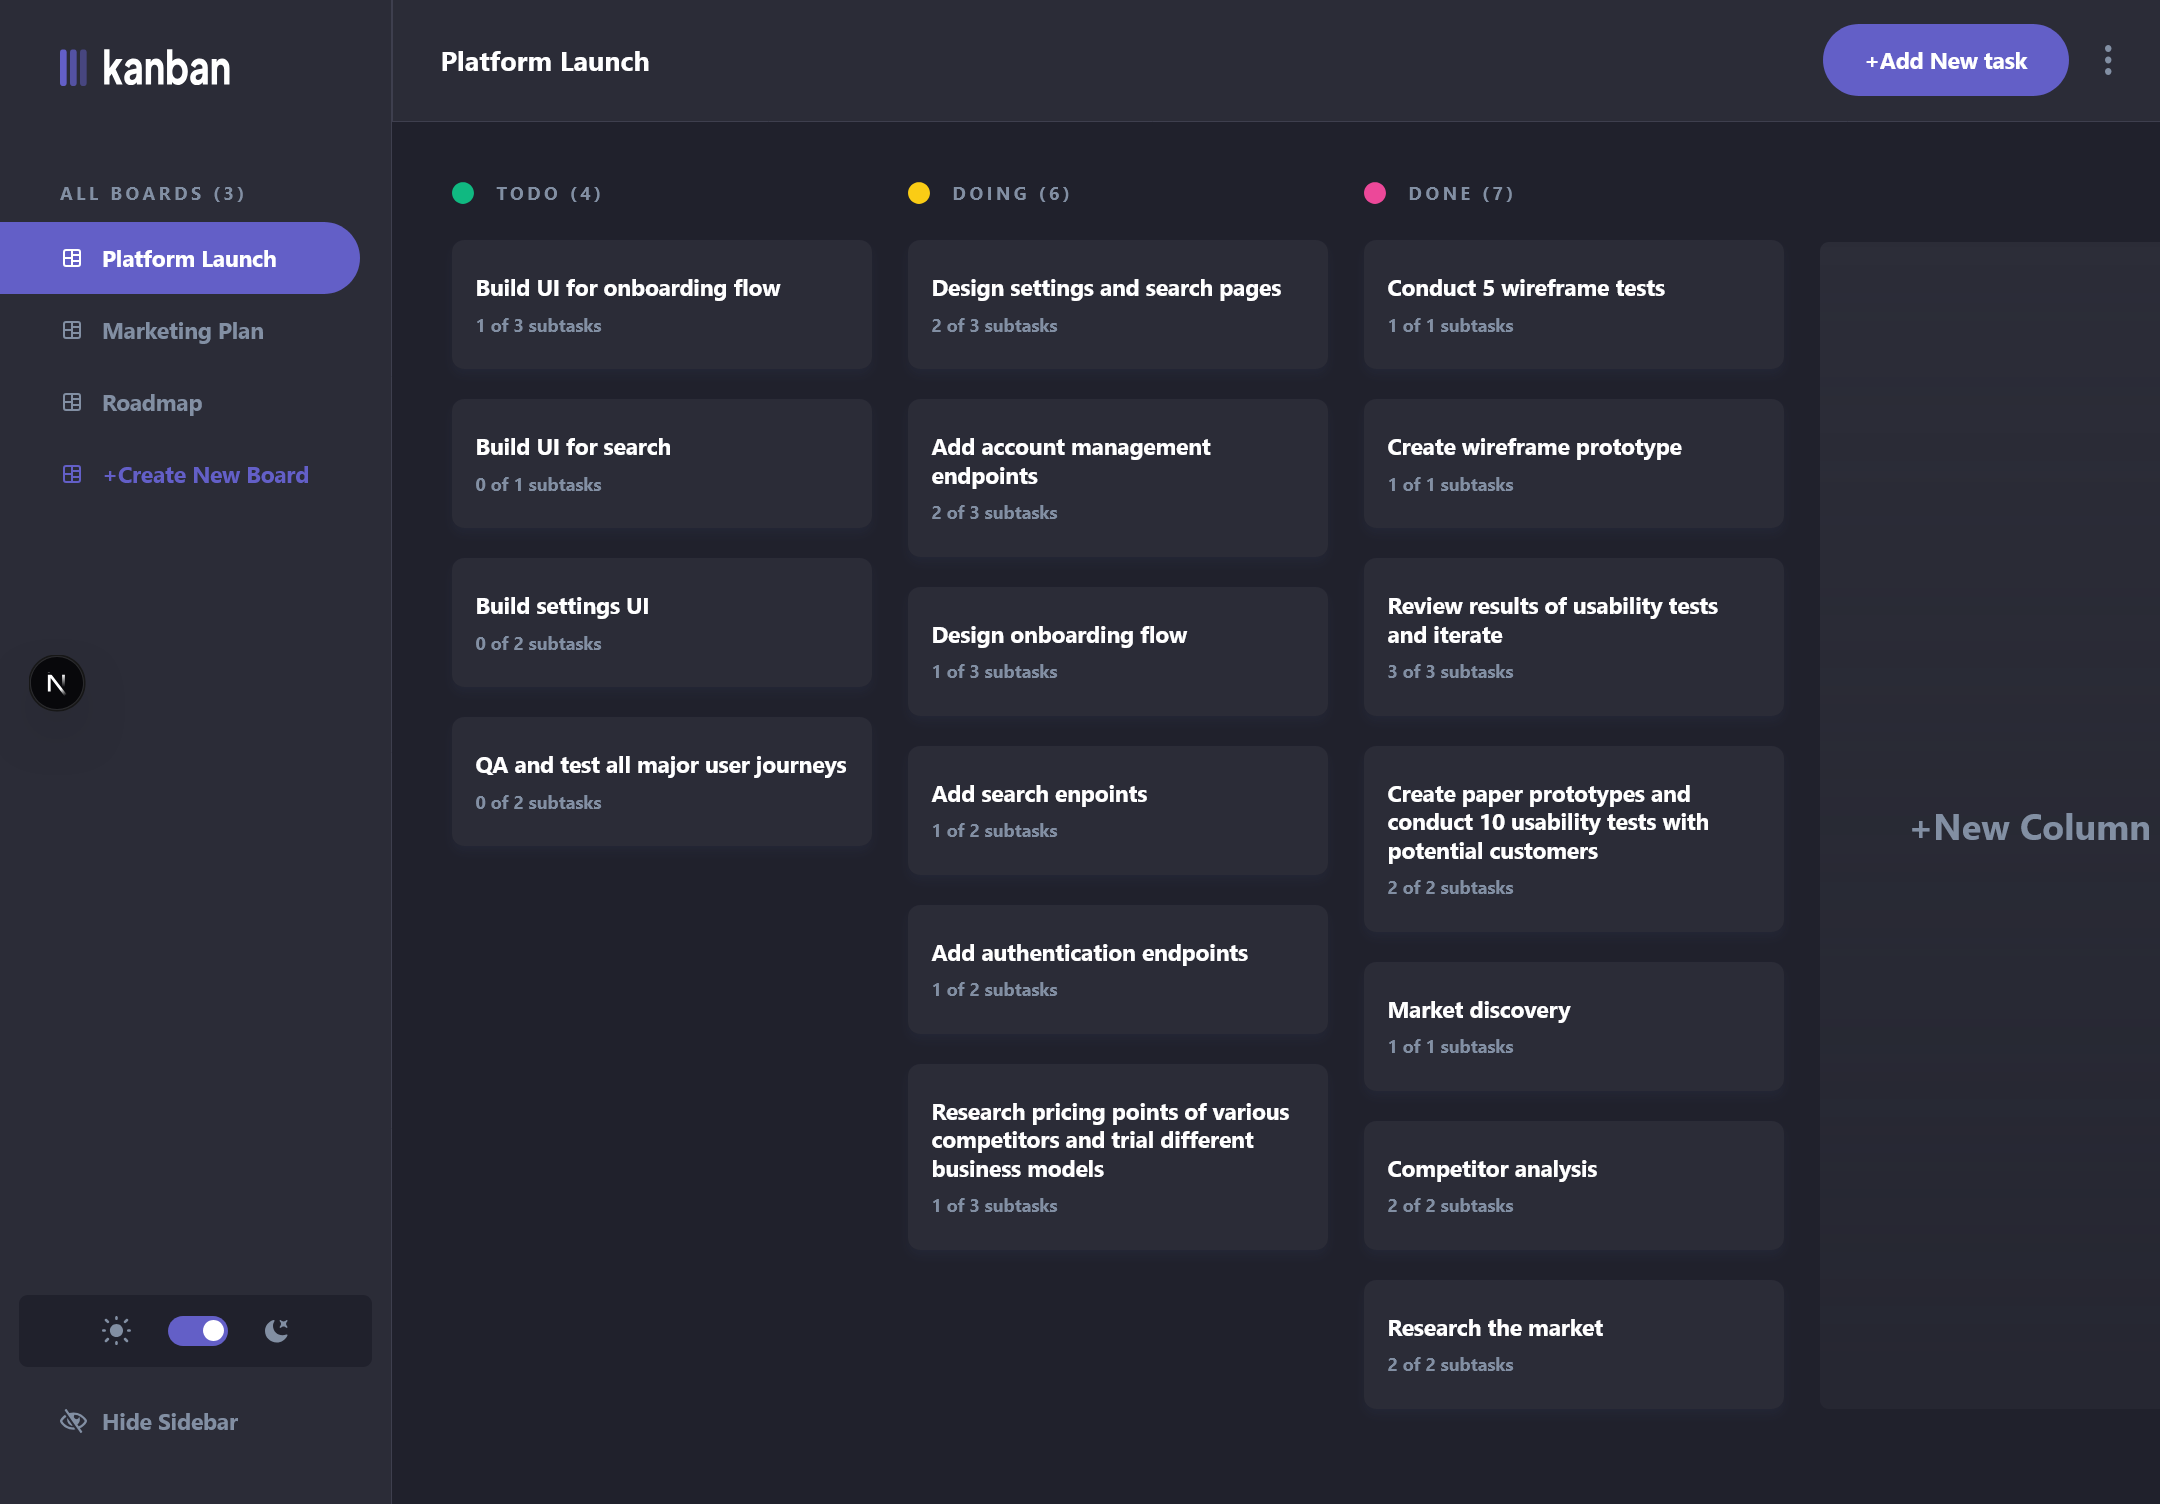 kanban
Platform Launch
+Add New task
ALL BOARDS (3)
Platform Launch
Marketing Plan
Roadmap
+Create New Board
N
Hide Sidebar
TODO (4)
Build UI for onboarding flow
1 of 3 subtasks
Build UI for search
0 of 1 subtasks
Build settings UI
0 of 2 subtasks
QA and test all major user journeys
0 of 2 subtasks
DOING (6)
Design settings and search pages
2 of 3 subtasks
Add account management
endpoints
2 of 3 subtasks
Design onboarding flow
1 of 3 subtasks
Add search enpoints
1 of 2 subtasks
Add authentication endpoints
1 of 2 subtasks
Research pricing points of various
competitors and trial different
business models
1 of 3 subtasks
DONE (7)
Conduct 5 wireframe tests
1 of 1 subtasks
Create wireframe prototype
1 of 1 subtasks
Review results of usability tests
and iterate
3 of 3 subtasks
Create paper prototypes and
conduct 10 usability tests with
potential customers
2 of 2 subtasks
Market discovery
1 of 1 subtasks
Competitor analysis
2 of 2 subtasks
Research the market
2 of 2 subtasks
+New Column